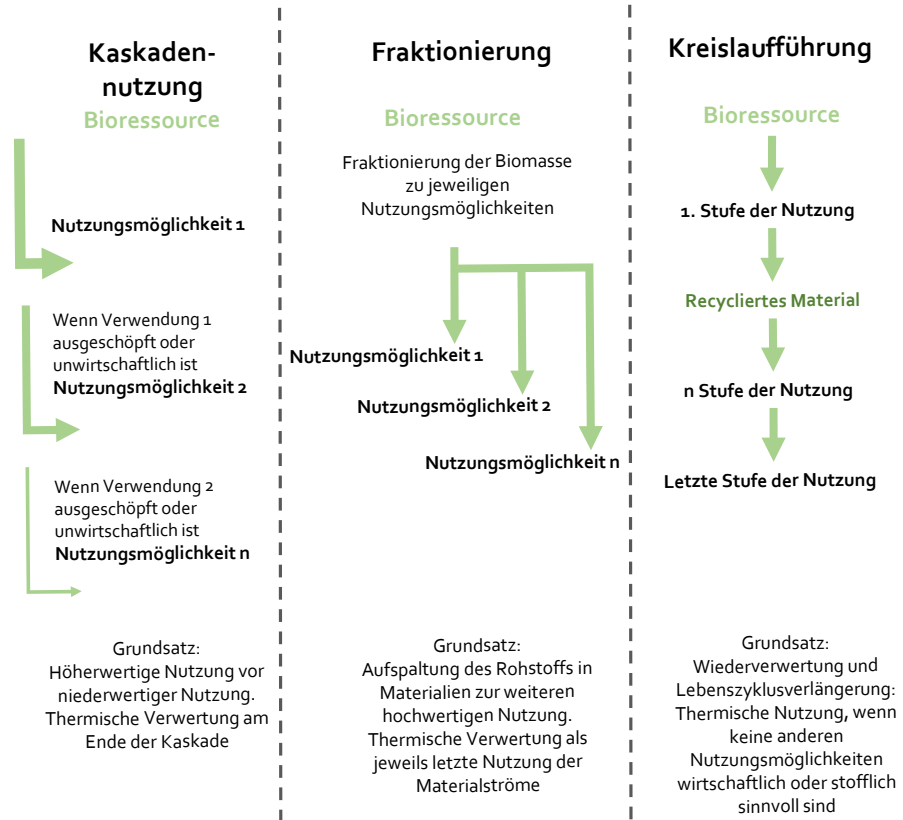 Kaskaden-
nutzung
Bioressource
Nutzungsmöglichkeit 1
Wenn Verwendung 1
ausgeschöpft oder
unwirtschaftlich ist
Nutzungsmöglichkeit 2
Wenn Verwendung 2
ausgeschöpft oder
unwirtschaftlich ist
Nutzungsmöglichkeit n
Grundsatz:
Höherwertige Nutzung vor
niederwertiger Nutzung.
Thermische Verwertung am
Ende der Kaskade
Fraktionierung
Bioressource
Fraktionierung der Biomasse
zu jeweiligen
Nutzungsmöglichkeiten
Nutzungsmöglichkeit 1
Nutzungsmöglichkeit 2
Nutzungsmöglichkeit n
Grundsatz:
Aufspaltung des Rohstoffs in
Materialien zur weiteren
hochwertigen Nutzung.
Thermische Verwertung als
jeweils letzte Nutzung der
Materialströme
Kreislaufführung
Bioressource
1. Stufe der Nutzung
Recycliertes Material
n Stufe der Nutzung
Letzte Stufe der Nutzung
Grundsatz:
Wiederverwertung und
Lebenszyklusverlängerung:
Thermische Nutzung, wenn
keine anderen
Nutzungsmöglichkeiten
wirtschaftlich oder stofflich
sinnvoll sind